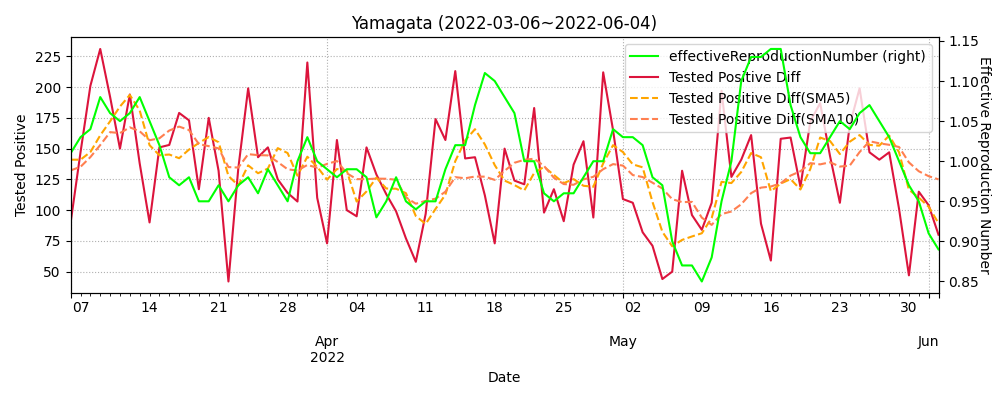 Yamagata (2022-03-06~2022-06-04)
effectiveReproductionNumber (right)
Tested Positive Diff
Tested Positive Diff(SMA5)
Tested Positive Diff(SMA10)
Tested Positive
225
200
175
150
125
100
75
50
Effective Reproduction Number
1.15
1.10
1.05
1.00
0.95
0.90
0.85
07 14 21 28 04 11 18 25 02 09 16 23 30
Apr May Jun
2022
Date